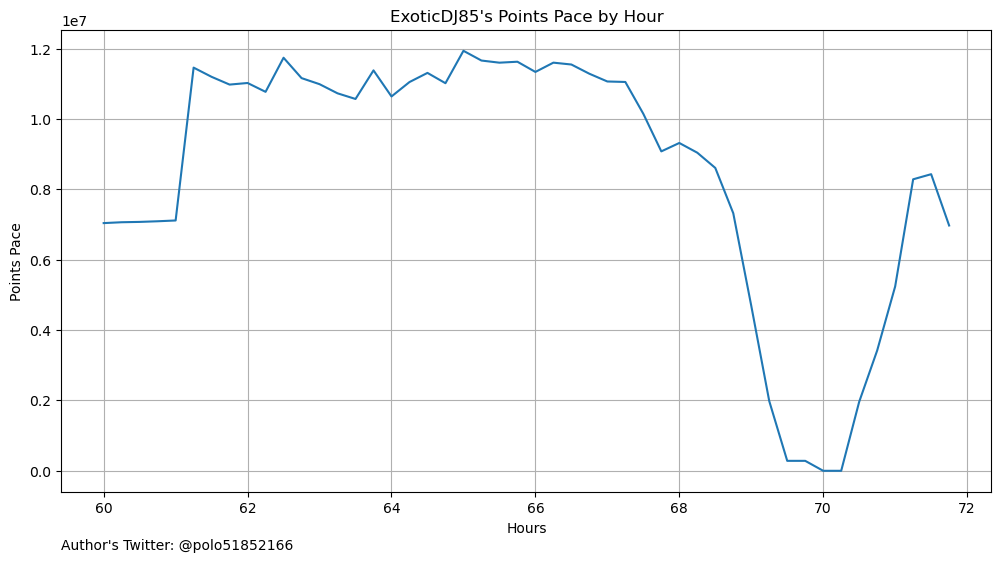 ExoticDJ85's Points Pace by Hour
1e7
1.2
1.0
0.8
0.6
0.4
0.2
0.0
Points Pace
60 62 64 66 68 70 72
Hours
Author's Twitter: @polo51852166